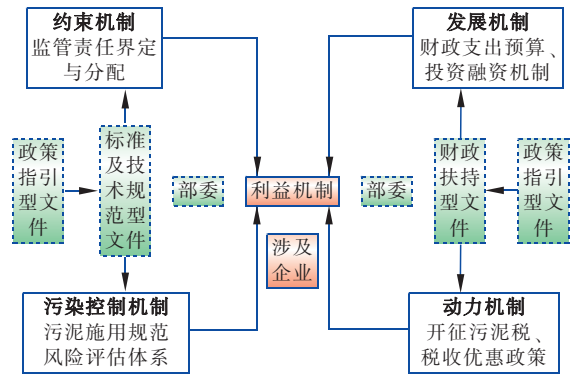 约束机制
监管责任界定
与分配
发展机制
财政支出预算、
投资融资机制
政策
指引
型文
件
标准
及技
术规
范型
文件
部委
利益机制
部委
财政
扶持
型文
件
政策
指引
型文
件
涉及
企业
污染控制机制
污泥施用规范
风险评估体系
动力机制
开征污泥税、
税收优惠政策